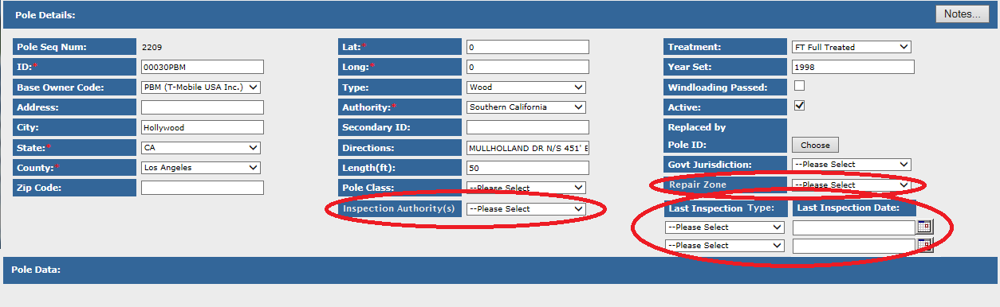 Pole Details:
Notes...
Pole Seq Num: 2209
ID:* 00030PBM
Base Owner Code: PBM (T-Mobile USA Inc.)
Address:
City: Hollywood
State:* CA
County:* Los Angeles
Zip Code:
Lat:* 0
Long:* 0
Type: Wood
Authority:* Southern California
Secondary ID:
Directions: MULLHOLLAND DR N/S 451' E
Length(ft): 50
Pole Class: --Please Select
Inspection Authority(s) --Please Select
Treatment: FT Full Treated
Year Set: 1998
Windloading Passed:
Active:
Replaced by
Pole ID: Choose
Govt Jurisdiction: --Please Select
Repair Zone --Please Select
Last Inspection Type: Last Inspection Date:
--Please Select
--Please Select
Pole Data: